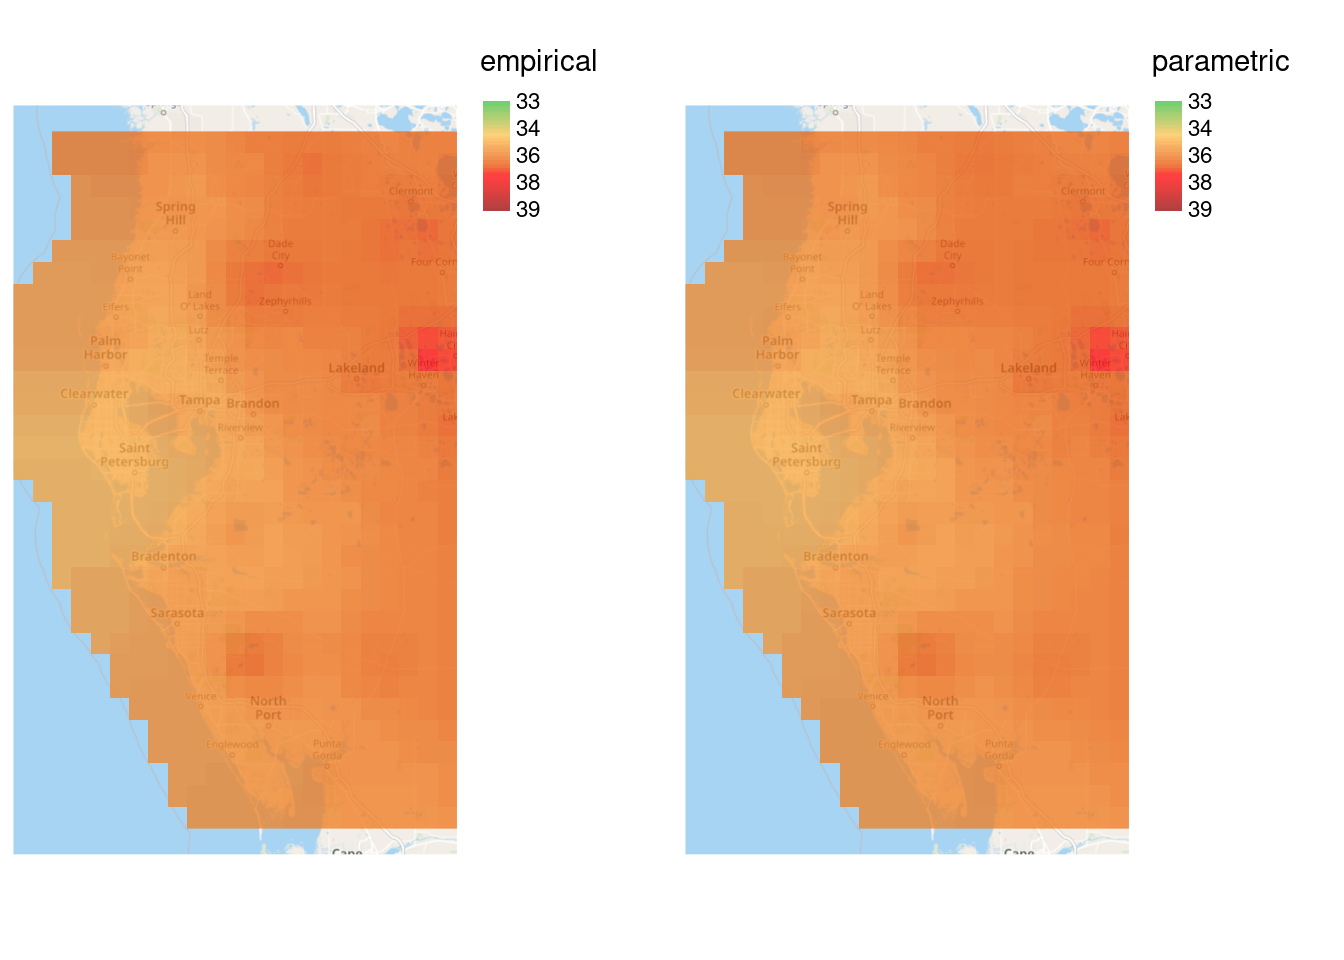 empirical
33
34
36
38
39
Clermont
Spring
Hill
Dade
City
Bayonet
Point
Four Corn
Land
O' Lakes
Zephyrhills
Elfers
Lutz
Palm
Harbor
Temple
Terrace
Lakeland
Winter
Haven
Clearwater
Tampa
Brandon
Riverview
Saint
Petersburg
Bradenton
Sarasota
Venice
North
Port
Englewood
Punta
Gorda
Cape
parametric
33
34
36
38
39
Clermont
Spring
Hill
Dade
City
Bayonet
Point
Four Corn
Land
O' Lakes
Zephyrhills
Elfers
Lutz
Palm
Harbor
Temple
Terrace
Lakeland
Winter
Haven
Clearwater
Tampa
Brandon
Riverview
Saint
Petersburg
Bradenton
Sarasota
Venice
North
Port
Englewood
Punta
Gorda
Cape